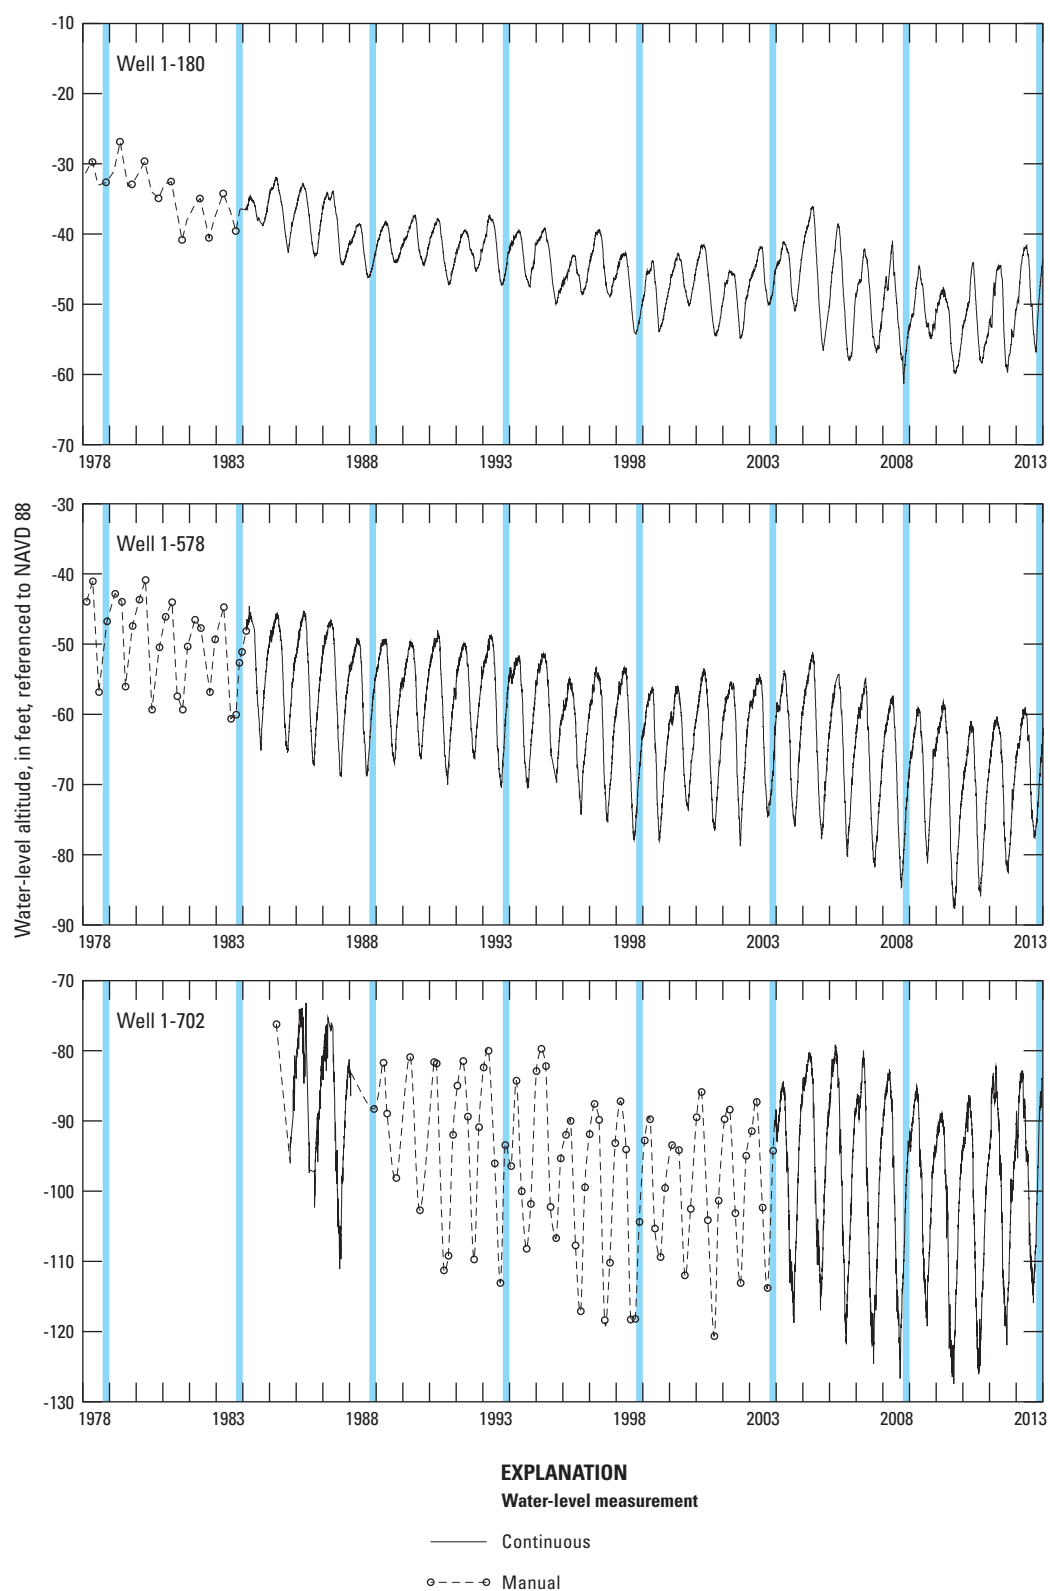 Water-level altitude, in feet, referenced to NAVD 88
-10
Well 1-180
-20
-30
-40
-50
-60
-70
1978 1983 1988 1993 1998 2003 2008 2013
-30
Well 1-578
-40
-50
-60
-70
-80
-90
1978 1983 1988 1993 1998 2003 2008 2013
-70
Well 1-702
-80
-90
-100
-110
-120
-130
1978 1983 1988 1993 1998 2003 2008 2013
EXPLANATION
Water-level measurement
Continuous
Manual